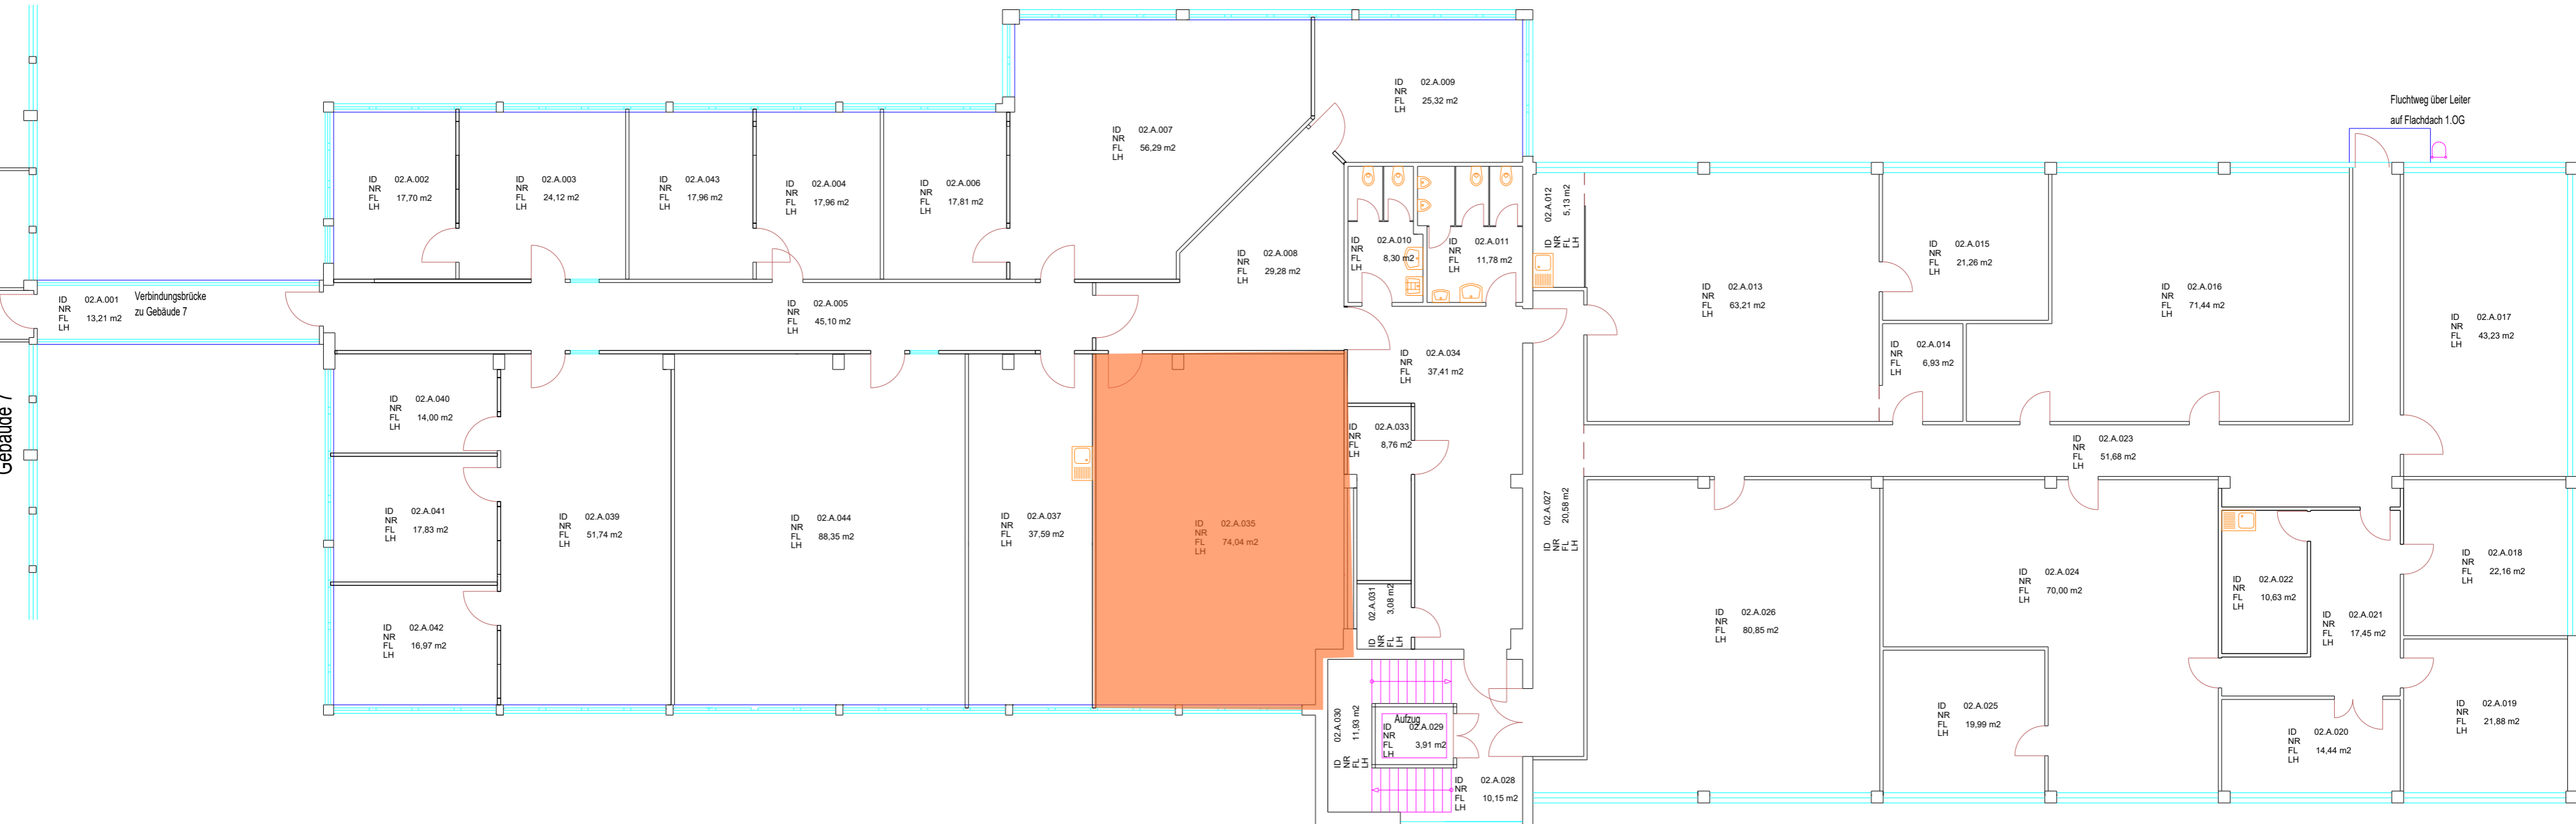 Fluchtweg über Leiter
auf Flachdach 1.OG
Gebäude 7
ID 02.A.001
NR
FL 13,21 m2
LH
Verbindungsbrücke
zu Gebäude 7
ID 02.A.002
NR
FL 17,70 m2
LH
ID 02.A.003
NR
FL 24,12 m2
LH
ID 02.A.043
NR
FL 17,96 m2
LH
ID 02.A.004
NR
FL 17,96 m2
LH
ID 02.A.006
NR
FL 17,81 m2
LH
ID 02.A.007
NR
FL 56,29 m2
LH
ID 02.A.009
NR
FL 25,32 m2
LH
ID 02.A.005
NR
FL 45,10 m2
LH
ID 02.A.008
NR
FL 29,28 m2
LH
ID 02.A.010
NR
FL 8,30 m2
LH
ID 02.A.011
NR
FL 11,78 m2
LH
ID 02.A.012
NR
FL 5,13 m2
LH
ID 02.A.013
NR
FL 63,21 m2
LH
ID 02.A.015
NR
FL 21,26 m2
LH
ID 02.A.014
NR
FL 6,93 m2
LH
ID 02.A.016
NR
FL 71,44 m2
LH
ID 02.A.017
NR
FL 43,23 m2
LH
ID 02.A.034
NR
FL 37,41 m2
LH
ID 02.A.033
NR
FL 8,76 m2
LH
ID 02.A.023
NR
FL 51,68 m2
LH
ID 02.A.040
NR
FL 14,00 m2
LH
ID 02.A.041
NR
FL 17,83 m2
LH
ID 02.A.042
NR
FL 16,97 m2
LH
ID 02.A.039
NR
FL 51,74 m2
LH
ID 02.A.044
NR
FL 88,35 m2
LH
ID 02.A.037
NR
FL 37,59 m2
LH
ID 02.A.035
NR
FL 74,04 m2
LH
ID 02.A.031
NR
FL 3,08 m2
LH
ID 02.A.027
NR
FL 20,58 m2
LH
ID 02.A.030
NR
FL 11,93 m2
LH
Aufzug
ID 02.A.029
NR
FL 3,91 m2
LH
ID 02.A.028
NR
FL 10,15 m2
LH
ID 02.A.026
NR
FL 80,85 m2
LH
ID 02.A.024
NR
FL 70,00 m2
LH
ID 02.A.025
NR
FL 19,99 m2
LH
ID 02.A.022
NR
FL 10,63 m2
LH
ID 02.A.021
NR
FL 17,45 m2
LH
ID 02.A.018
NR
FL 22,16 m2
LH
ID 02.A.019
NR
FL 21,88 m2
LH
ID 02.A.020
NR
FL 14,44 m2
LH